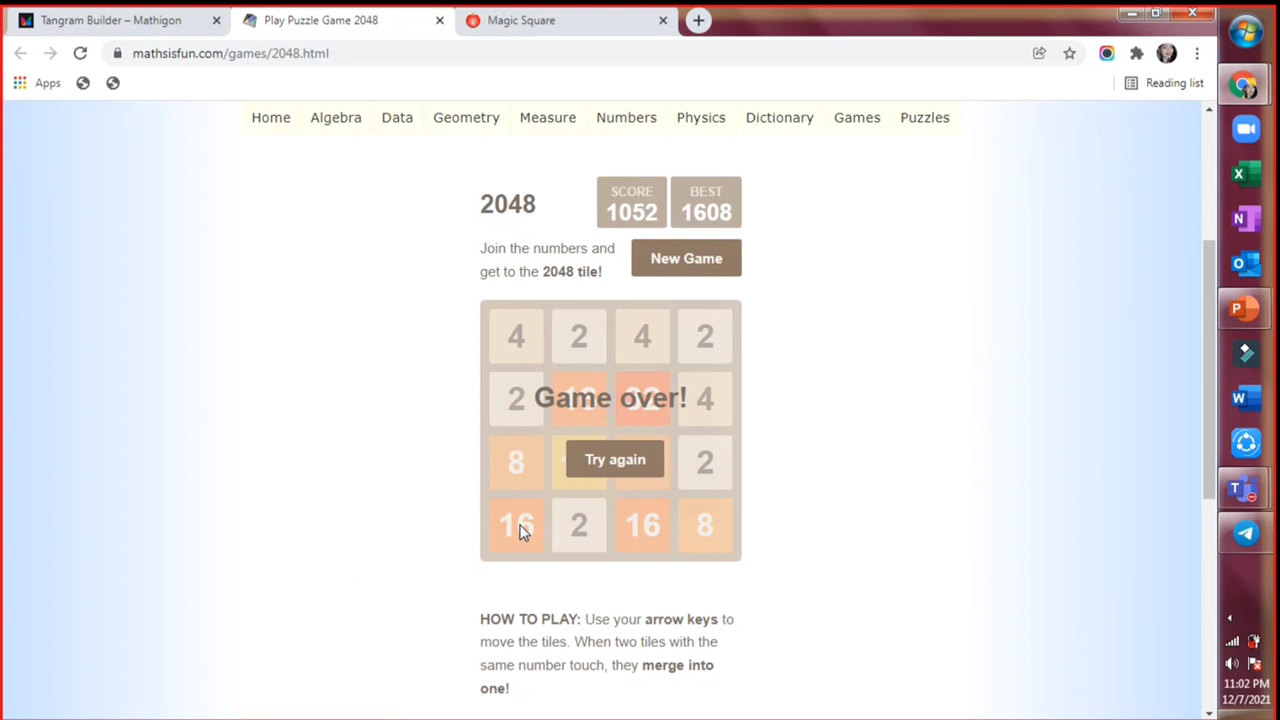 Tangram Builder – Mathigon
Play Puzzle Game 2048
Magic Square
mathsisfun.com/games/2048.html
Apps
Reading list
Home Algebra Data Geometry Measure Numbers Physics Dictionary Games Puzzles
2048
SCORE
1052
BEST
1608
Join the numbers and
get to the 2048 tile!
New Game
4 2 4 2
2 4
Game over!
8 2
Try again
16 2 16 8
HOW TO PLAY: Use your arrow keys to
move the tiles. When two tiles with the
same number touch, they merge into
one!
11:02 PM
12/7/2021